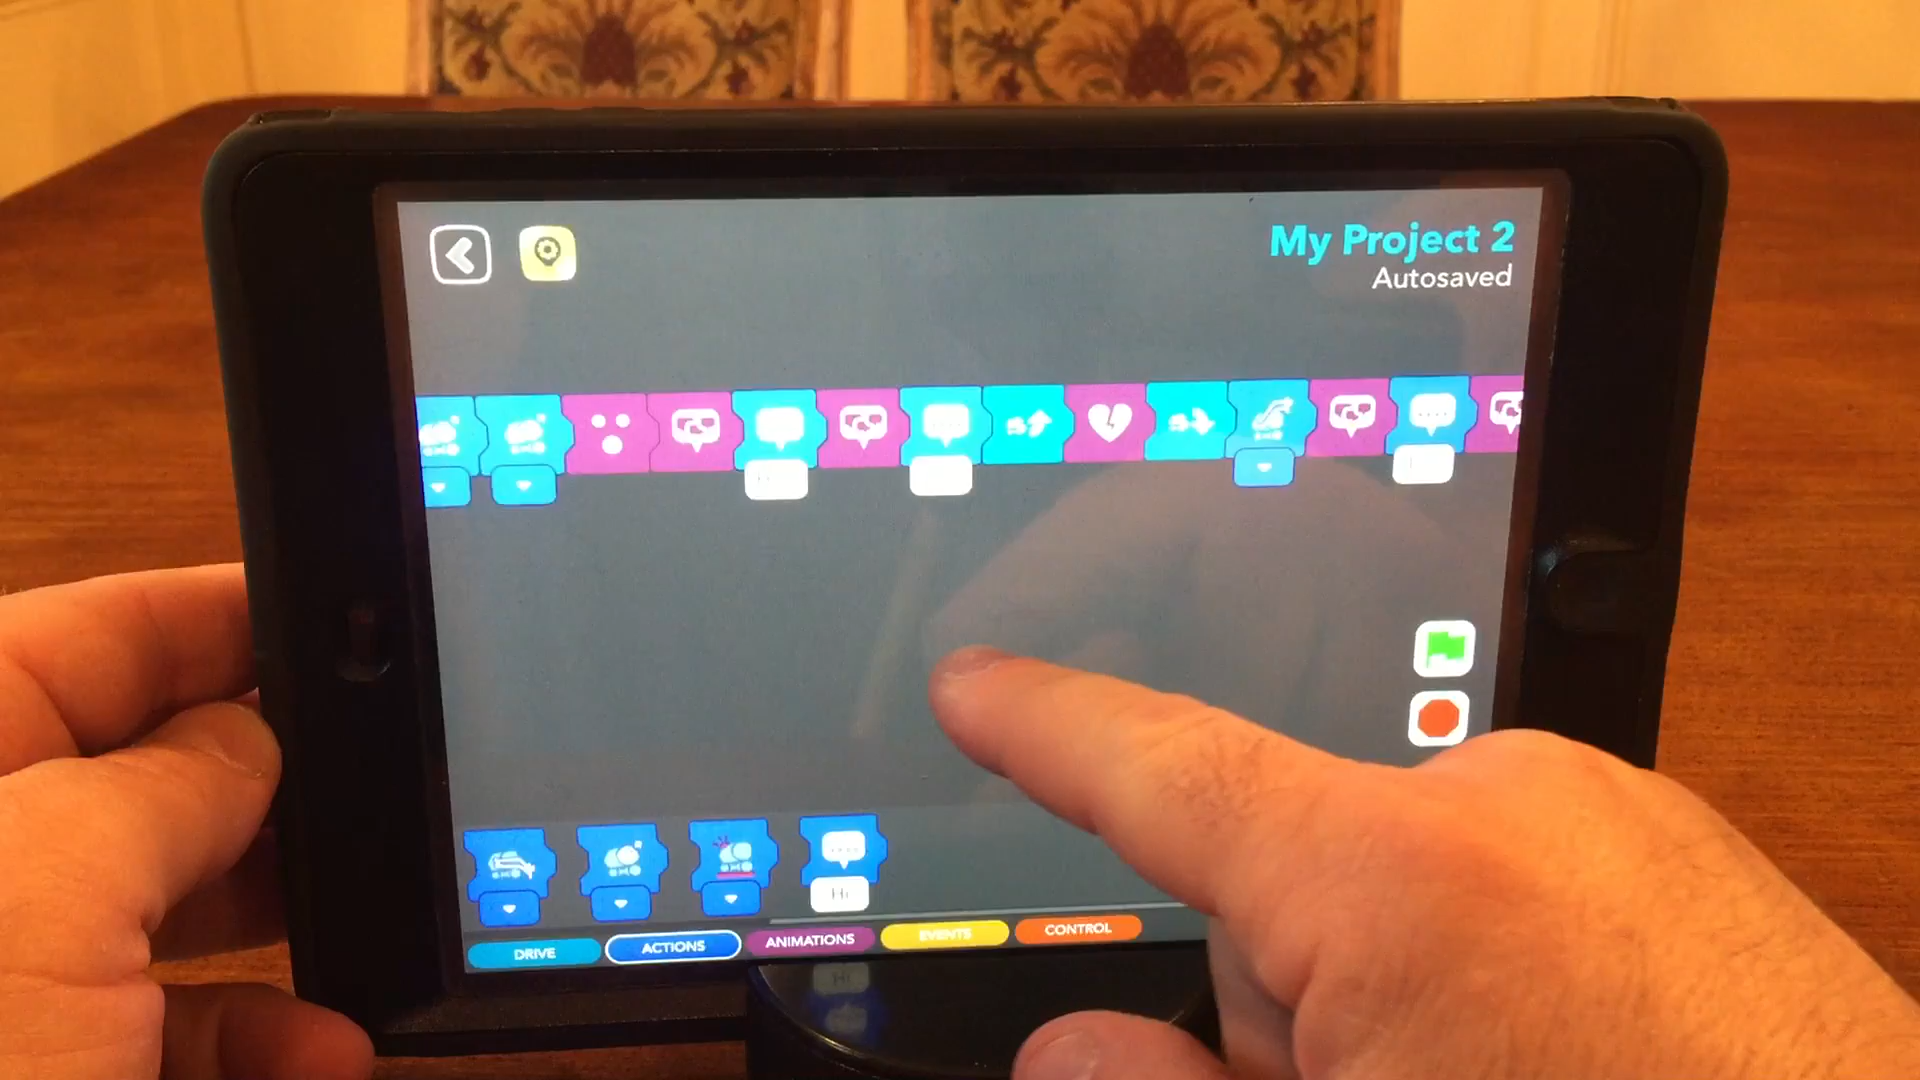 My Project 2
Autosaved
Hi
DRIVE
ACTIONS
ANIMATIONS
EVENTS
CONTROL